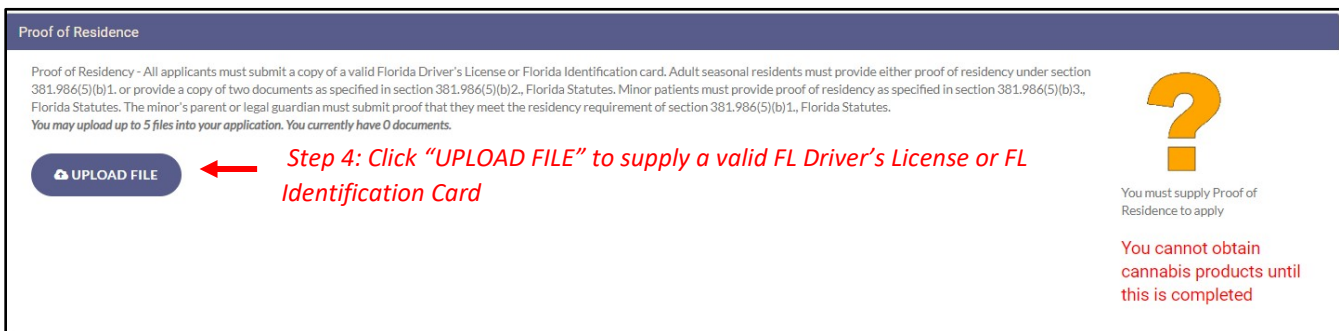 Proof of Residence
Proof of Residency - All applicants must submit a copy of a valid Florida Driver's License or Florida Identification card. Adult seasonal residents must provide either proof of residency under section
381.986(5)(b)1. or provide a copy of two documents as specified in section 381.986(5)(b)2., Florida Statutes. Minor patients must provide proof of residency as specified in section 381.986(5)(b)3.,
Florida Statutes. The minor's parent or legal guardian must submit proof that they meet the residency requirement of section 381.986(5)(b)1., Florida Statutes.
You may upload up to 5 files into your application. You currently have 0 documents.
UPLOAD FILE
Step 4: Click “UPLOAD FILE” to supply a valid FL Driver’s License or FL
Identification Card
?
You must supply Proof of
Residence to apply
You cannot obtain
cannabis products until
this is completed